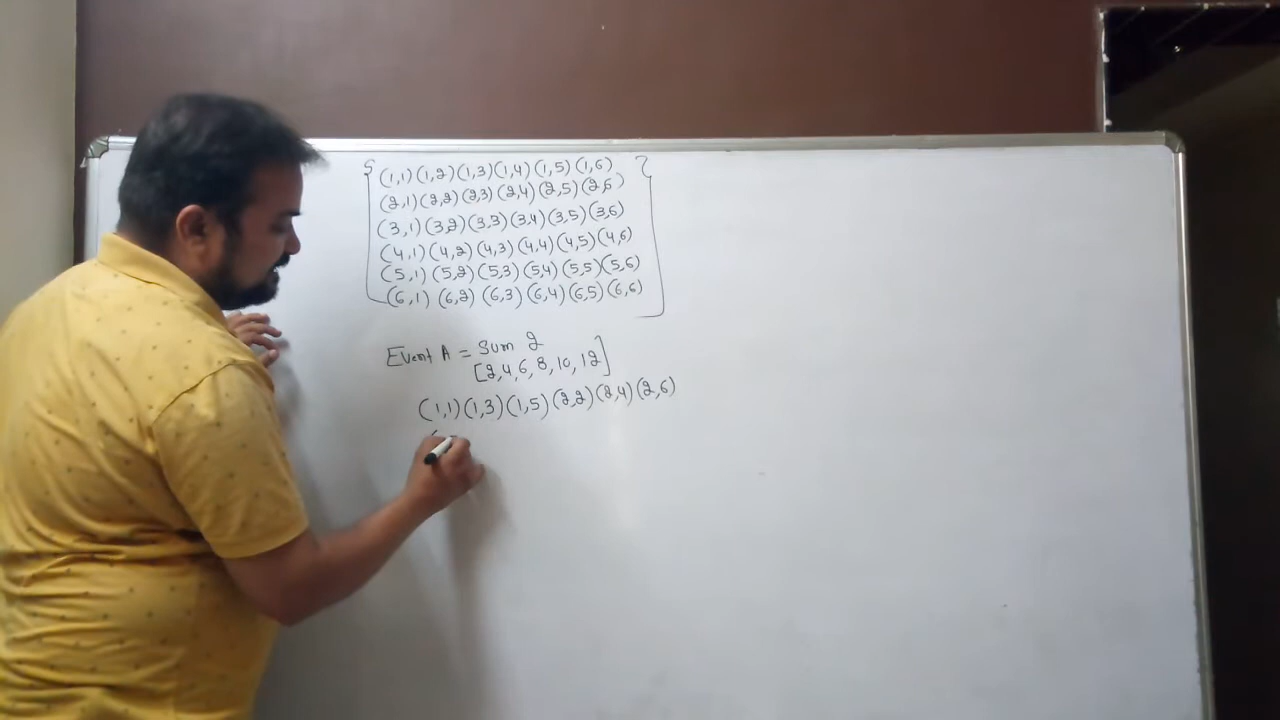 { (1,1) (1,2) (1,3) (1,4) (1,5) (1,6) }
(2,1) (2,2) (2,3) (2,4) (2,5) (2,6)
(3,1) (3,2) (3,3) (3,4) (3,5) (3,6)
(4,1) (4,2) (4,3) (4,4) (4,5) (4,6)
(5,1) (5,2) (5,3) (5,4) (5,5) (5,6)
(6,1) (6,2) (6,3) (6,4) (6,5) (6,6)
Event A = Sum 2
[2,4,6,8,10,12]
(1,1) (1,3) (1,5) (2,2) (2,4) (2,6)